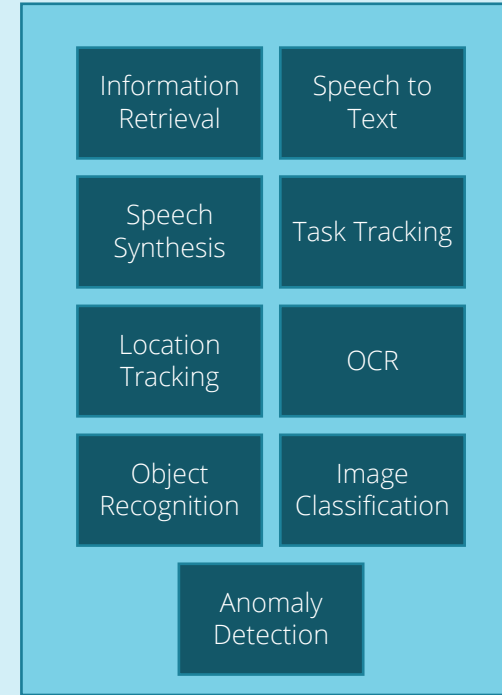 Information
Retrieval
Speech to
Text
Speech
Synthesis
Task Tracking
Location
Tracking
OCR
Object
Recognition
Image
Classification
Anomaly
Detection